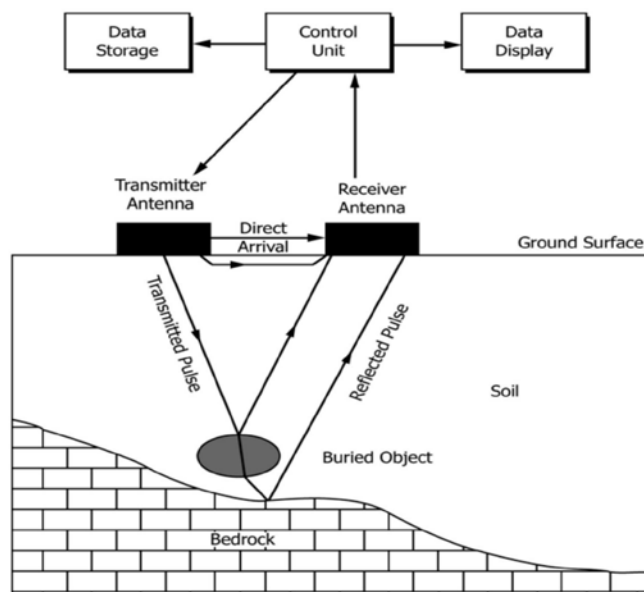 Data
Storage
Control
Unit
Data
Display
Transmitter
Antenna
Receiver
Antenna
Direct
Arrival
Ground Surface
Transmitted Pulse
Reflected Pulse
Soil
Buried Object
Bedrock